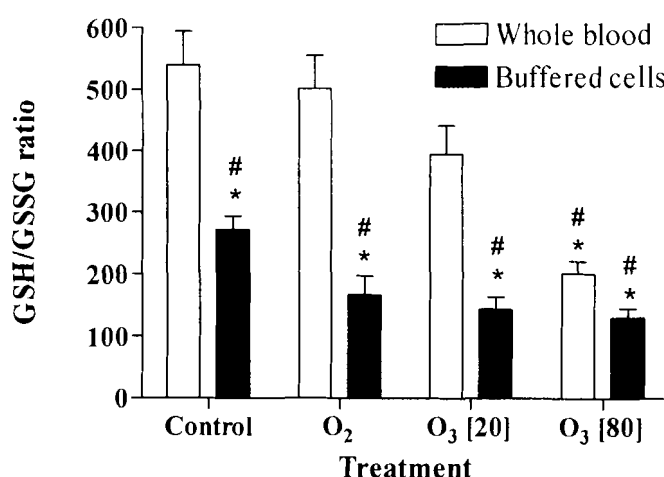 600
500
400
300
200
100
0
GSH/GSSG ratio
Whole blood
Buffered cells
#
*
#
*
#
*
#
*
#
*
Control
O₂
O₃ [20]
O₃ [80]
Treatment